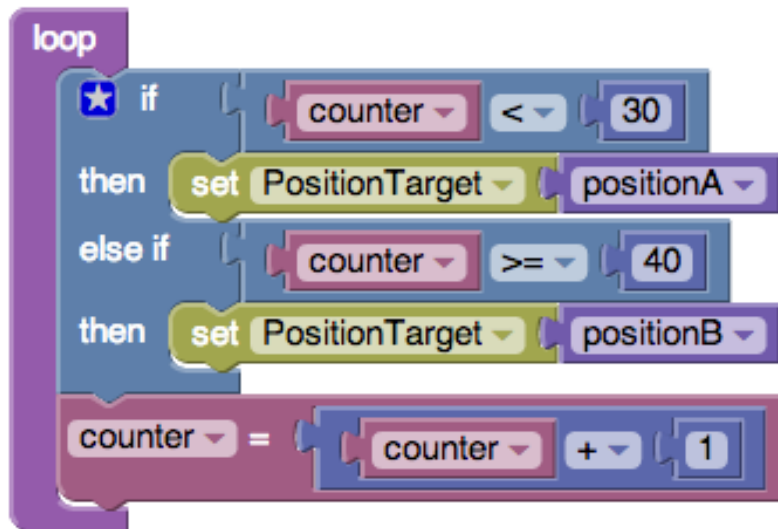 loop
if counter < 30
then set PositionTarget positionA
else if counter >= 40
then set PositionTarget positionB
counter = counter + 1